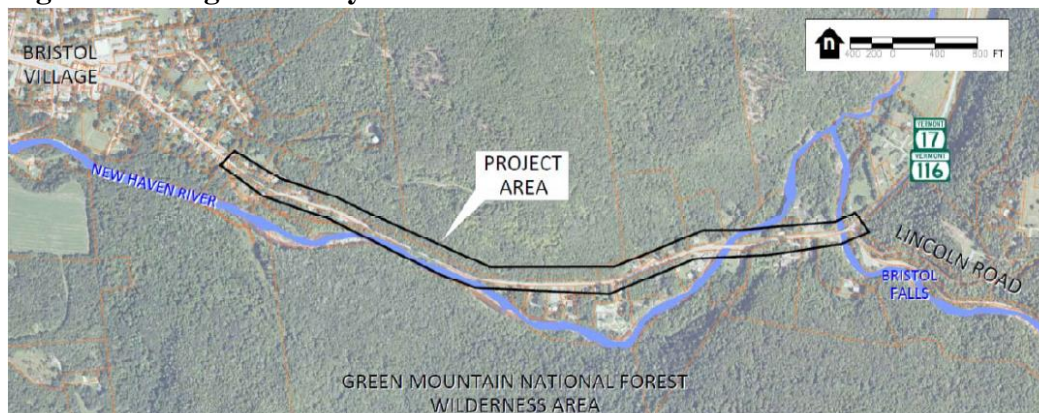 BRISTOL
VILLAGE
n
400 200 0 400 800 FT
VERMONT
17
VERMONT
116
PROJECT
AREA
NEW HAVEN RIVER
LINCOLN ROAD
BRISTOL
FALLS
GREEN MOUNTAIN NATIONAL FOREST
WILDERNESS AREA